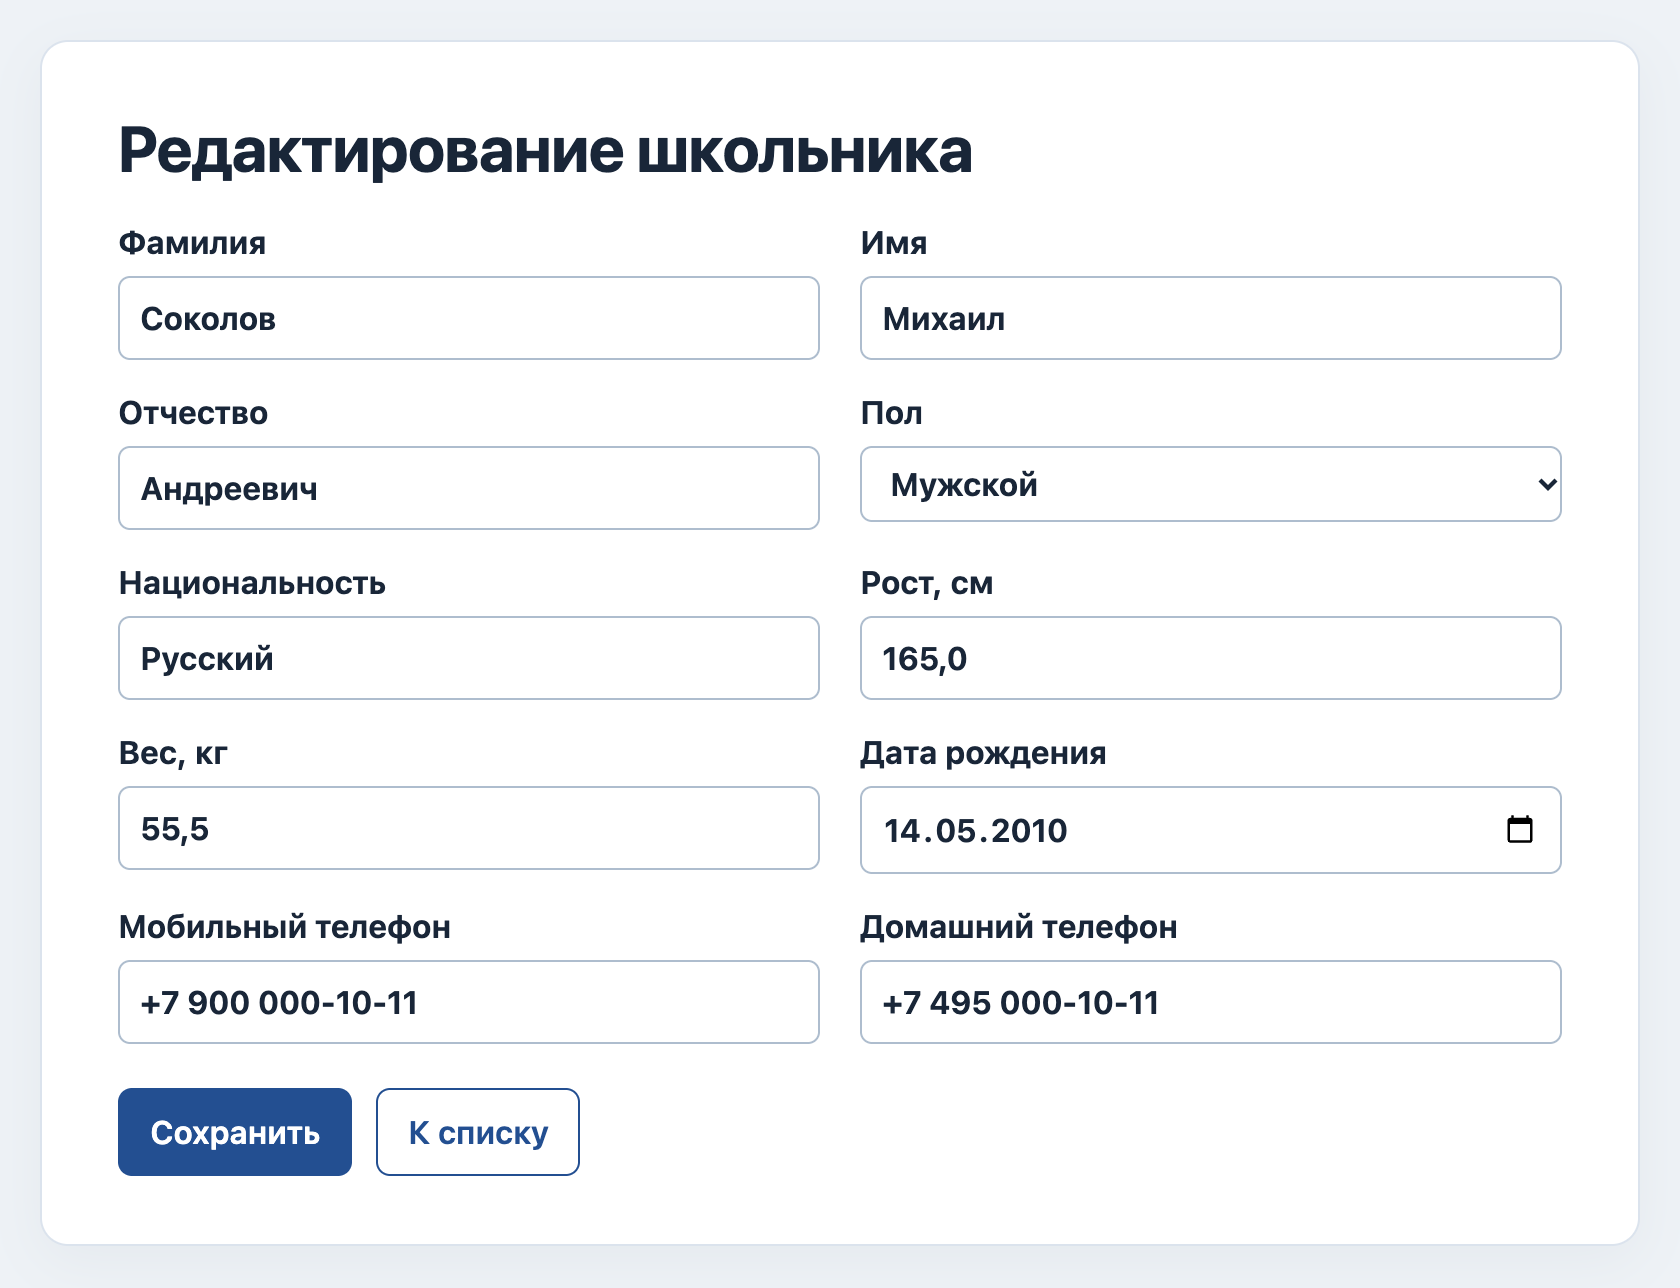 Редактирование школьника
Фамилия
Имя
Соколов
Михаил
Отчество
Пол
Андреевич
Мужской
Национальность
Рост, см
Русский
165,0
Вес, кг
Дата рождения
55,5
14.05.2010
Мобильный телефон
Домашний телефон
+7 900 000-10-11
+7 495 000-10-11
Сохранить
К списку